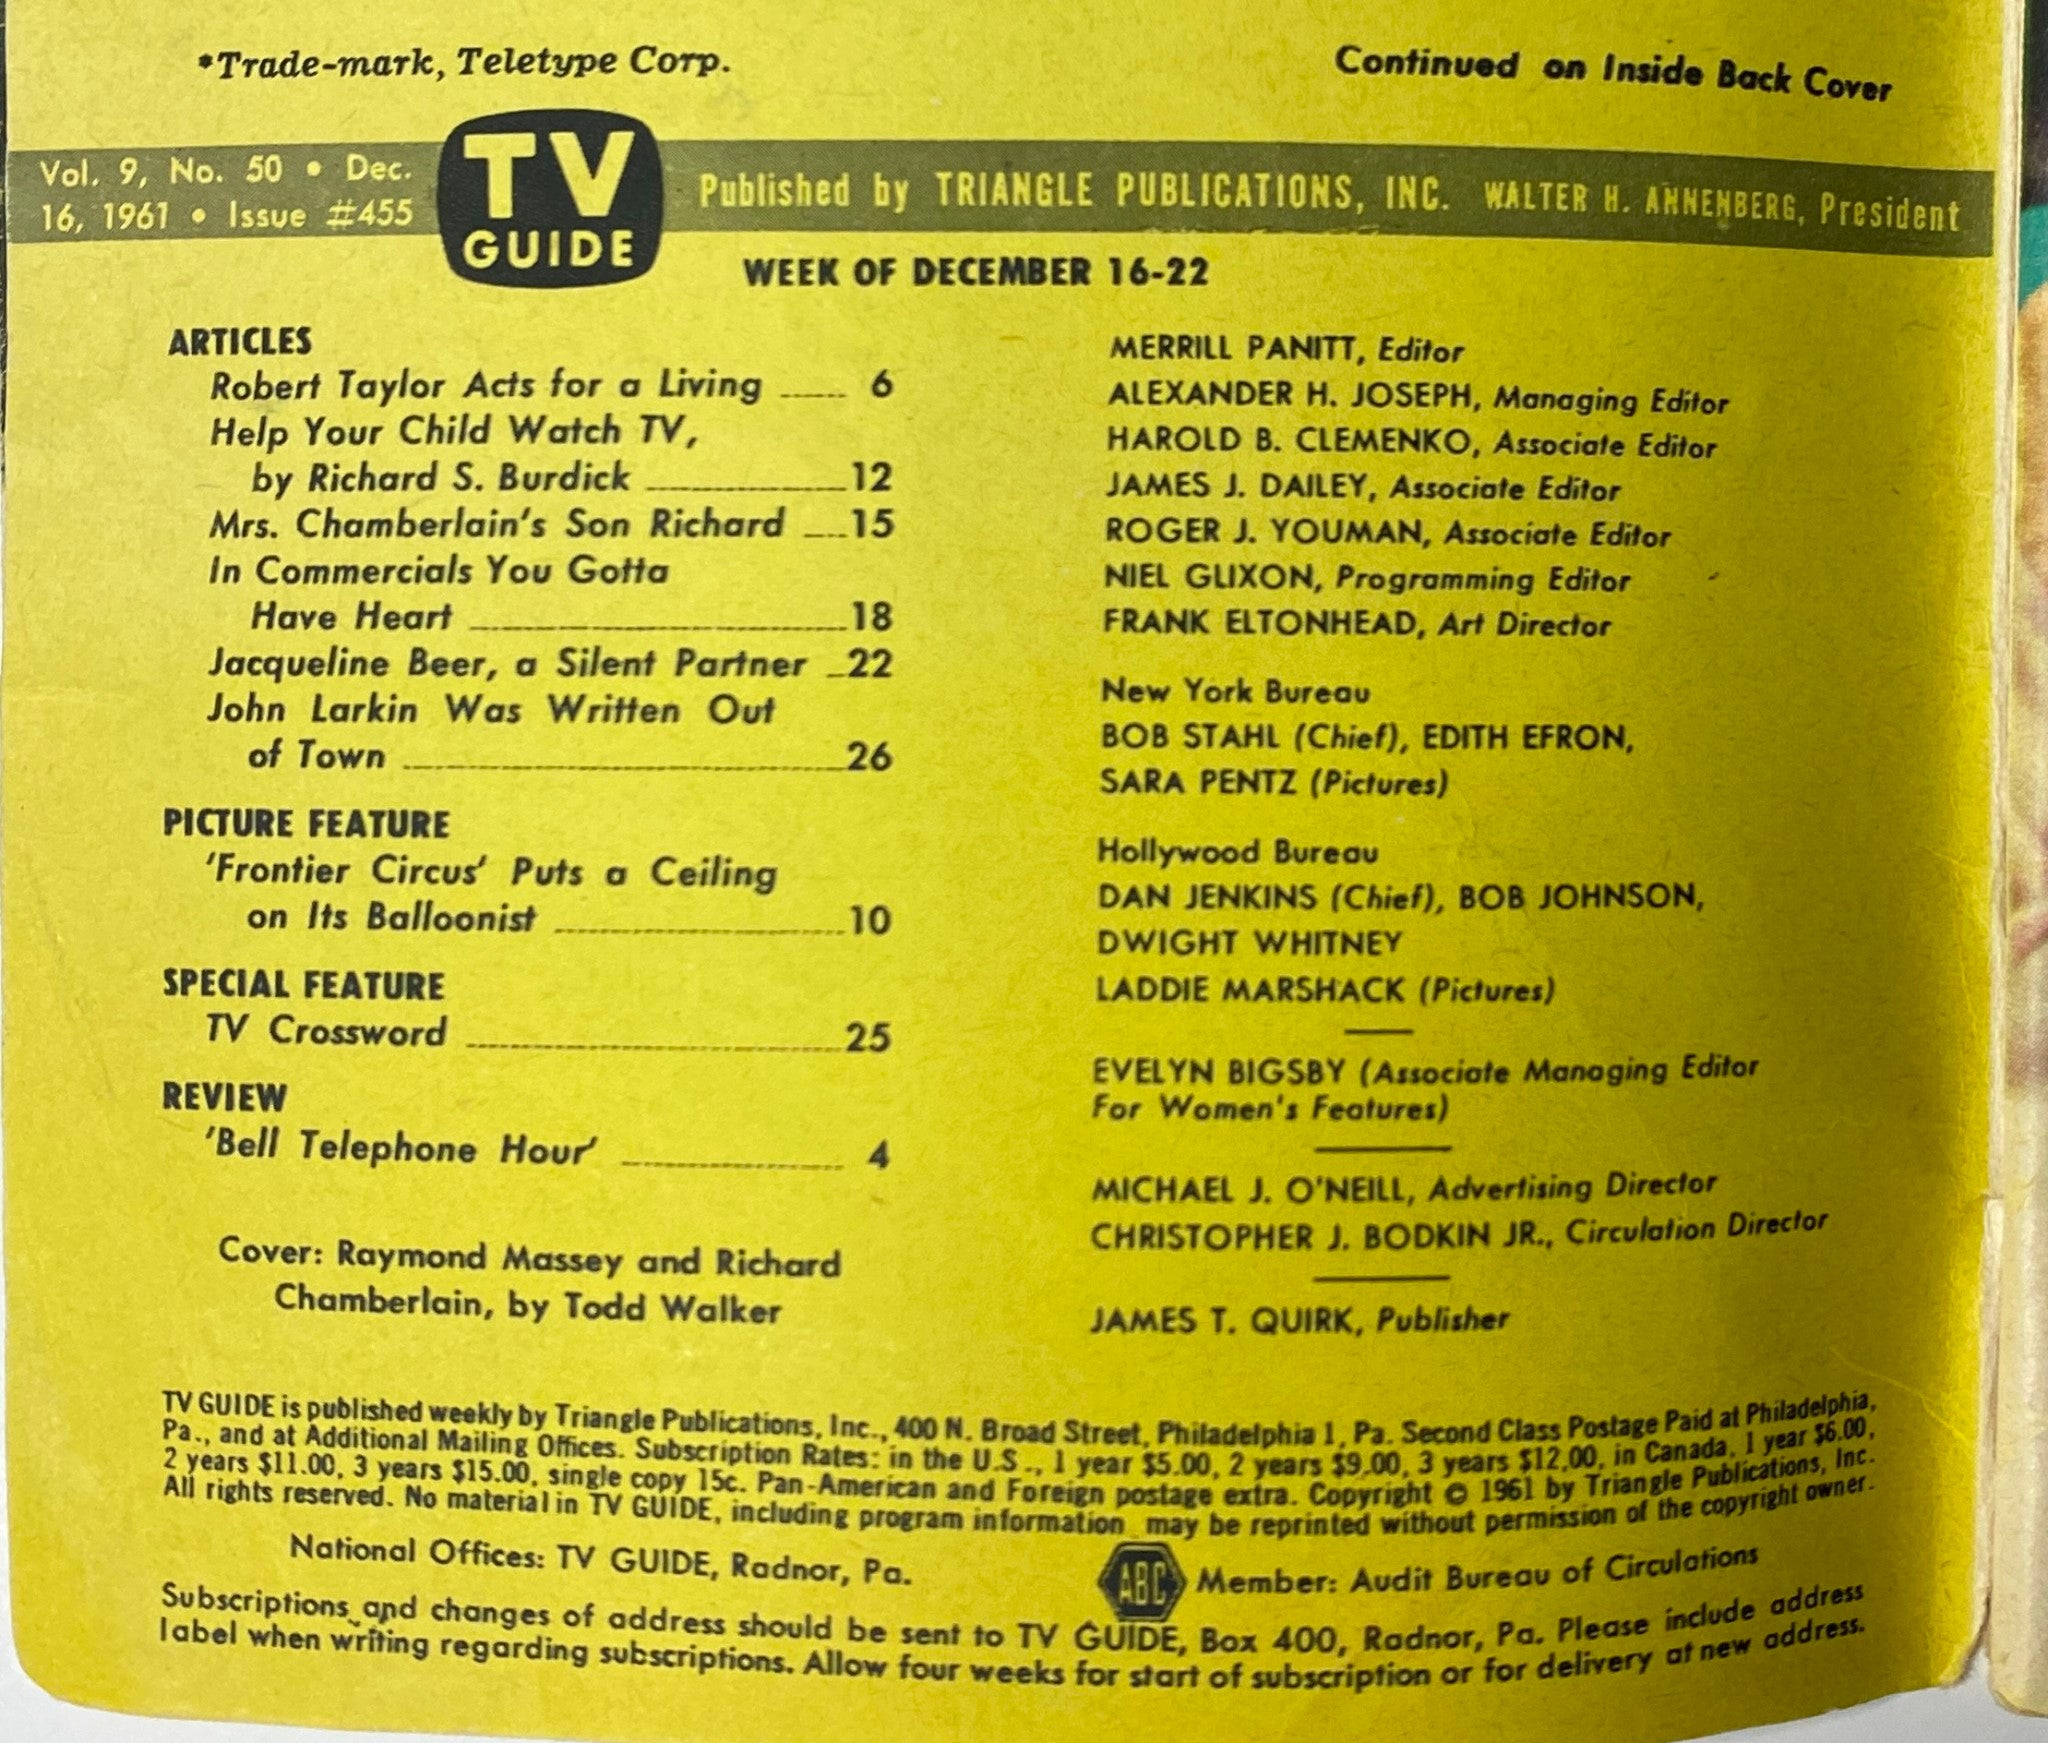 *Trade-mark, Teletype Corp.
Continued on Inside Back Cover
Vol. 9, No. 50 • Dec.
16, 1961 • Issue #455
TV
GUIDE
Published by TRIANGLE PUBLICATIONS, INC. WALTER H. ANNENBERG, President
WEEK OF DECEMBER 16-22
ARTICLES
Robert Taylor Acts for a Living 6
Help Your Child Watch TV,
by Richard S. Burdick 12
Mrs. Chamberlain's Son Richard 15
In Commercials You Gotta
Have Heart 18
Jacqueline Beer, a Silent Partner 22
John Larkin Was Written Out
of Town 26
PICTURE FEATURE
'Frontier Circus' Puts a Ceiling
on Its Balloonist 10
SPECIAL FEATURE
TV Crossword 25
REVIEW
'Bell Telephone Hour' 4
Cover: Raymond Massey and Richard
Chamberlain, by Todd Walker
MERRILL PANITT, Editor
ALEXANDER H. JOSEPH, Managing Editor
HAROLD B. CLEMENKO, Associate Editor
JAMES J. DAILEY, Associate Editor
ROGER J. YOUMAN, Associate Editor
NIEL GLIXON, Programming Editor
FRANK ELTONHEAD, Art Director
New York Bureau
BOB STAHL (Chief), EDITH EFRON,
SARA PENTZ (Pictures)
Hollywood Bureau
DAN JENKINS (Chief), BOB JOHNSON,
DWIGHT WHITNEY
LADDIE MARSHACK (Pictures)
EVELYN BIGSBY (Associate Managing Editor
For Women's Features)
MICHAEL J. O'NEILL, Advertising Director
CHRISTOPHER J. BODKIN JR., Circulation Director
JAMES T. QUIRK, Publisher
TV GUIDE is published weekly by Triangle Publications, Inc., 400 N. Broad Street, Philadelphia 1, Pa. Second Class Postage Paid at Philadelphia,
Pa., and at Additional Mailing Offices. Subscription Rates: in the U.S., 1 year $5.00, 2 years $9.00, 3 years $12.00, in Canada, 1 year $6.00,
2 years $11.00, 3 years $15.00, single copy 15c. Pan-American and Foreign postage extra. Copyright © 1961 by Triangle Publications, Inc.
All rights reserved. No material in TV GUIDE, including program information may be reprinted without permission of the copyright owner.
National Offices: TV GUIDE, Radnor, Pa.
ABC Member: Audit Bureau of Circulations
Subscriptions and changes of address should be sent to TV GUIDE, Box 400, Radnor, Pa. Please include address
label when writing regarding subscriptions. Allow four weeks for start of subscription or for delivery at new address.